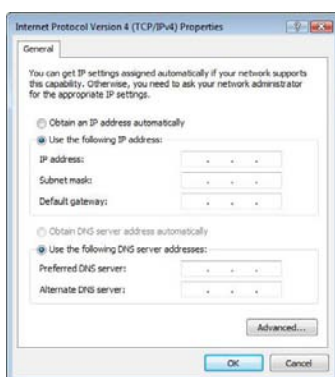 Internet Protocol Version 4 (TCP/IPv4) Properties
General
You can get IP settings assigned automatically if your network supports
this capability. Otherwise, you need to ask your network administrator
for the appropriate IP settings.
Obtain an IP address automatically
Use the following IP address:
IP address:
Subnet mask:
Default gateway:
Obtain DNS server address automatically
Use the following DNS server addresses:
Preferred DNS server:
Alternate DNS server:
Advanced...
OK
Cancel